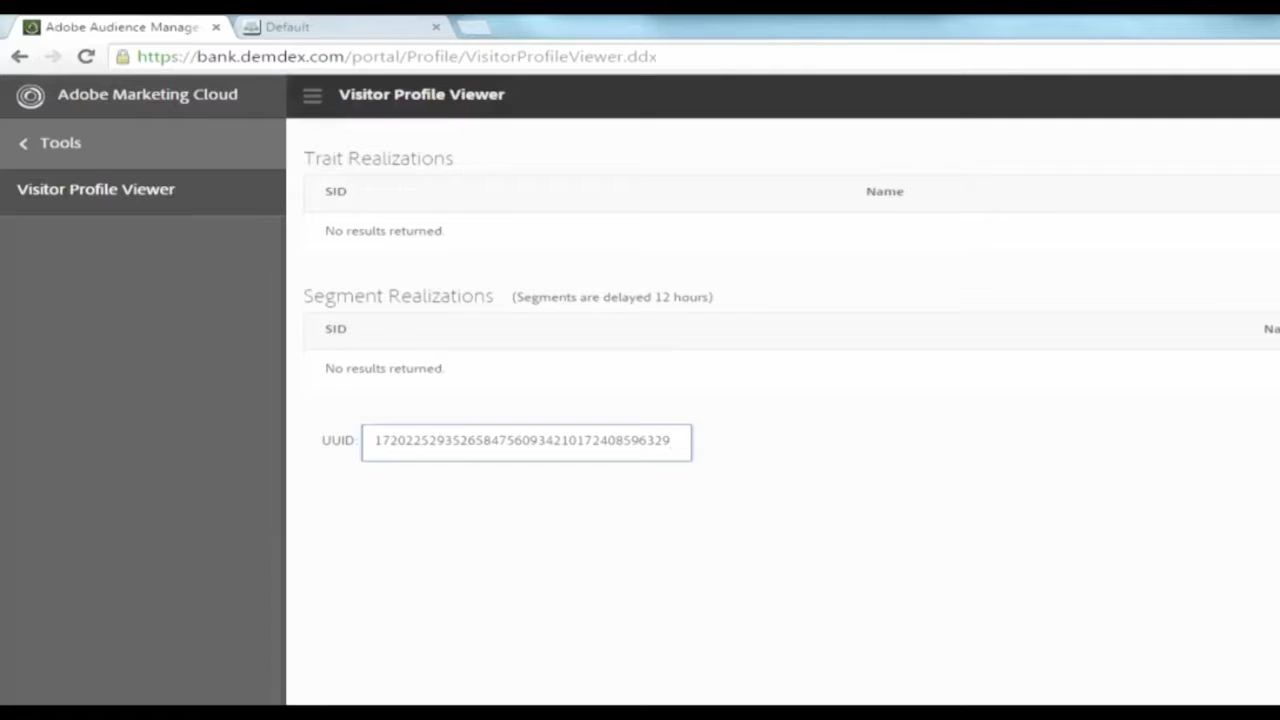 Adobe Audience Manage
Default
https://bank.demdex.com/portal/Profile/VisitorProfileViewer.ddx
Adobe Marketing Cloud
Visitor Profile Viewer
Tools
Visitor Profile Viewer
Trait Realizations
SID Name
No results returned.
Segment Realizations (Segments are delayed 12 hours)
SID Na
No results returned.
UUID: 17202252935265847560934210172408596329